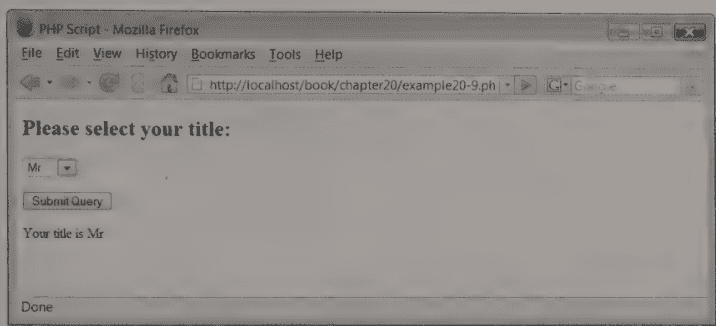 PHP Script - Mozilla Firefox
File Edit View History Bookmarks Tools Help
http://localhost/book/chapter20/example20-9.ph G
Please select your title:
Mr
Submit Query
Your title is Mr
Done